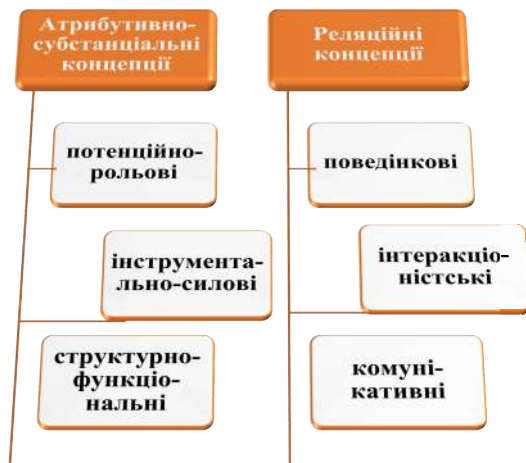 Атрибутивно-
субстанціальні
концепції
потенційно-
рольові
інструмента-
льно-силові
структурно-
функціо-
нальні
Реляційні
концепції
поведінкові
інтеракціо-
ністські
комуні-
кативні